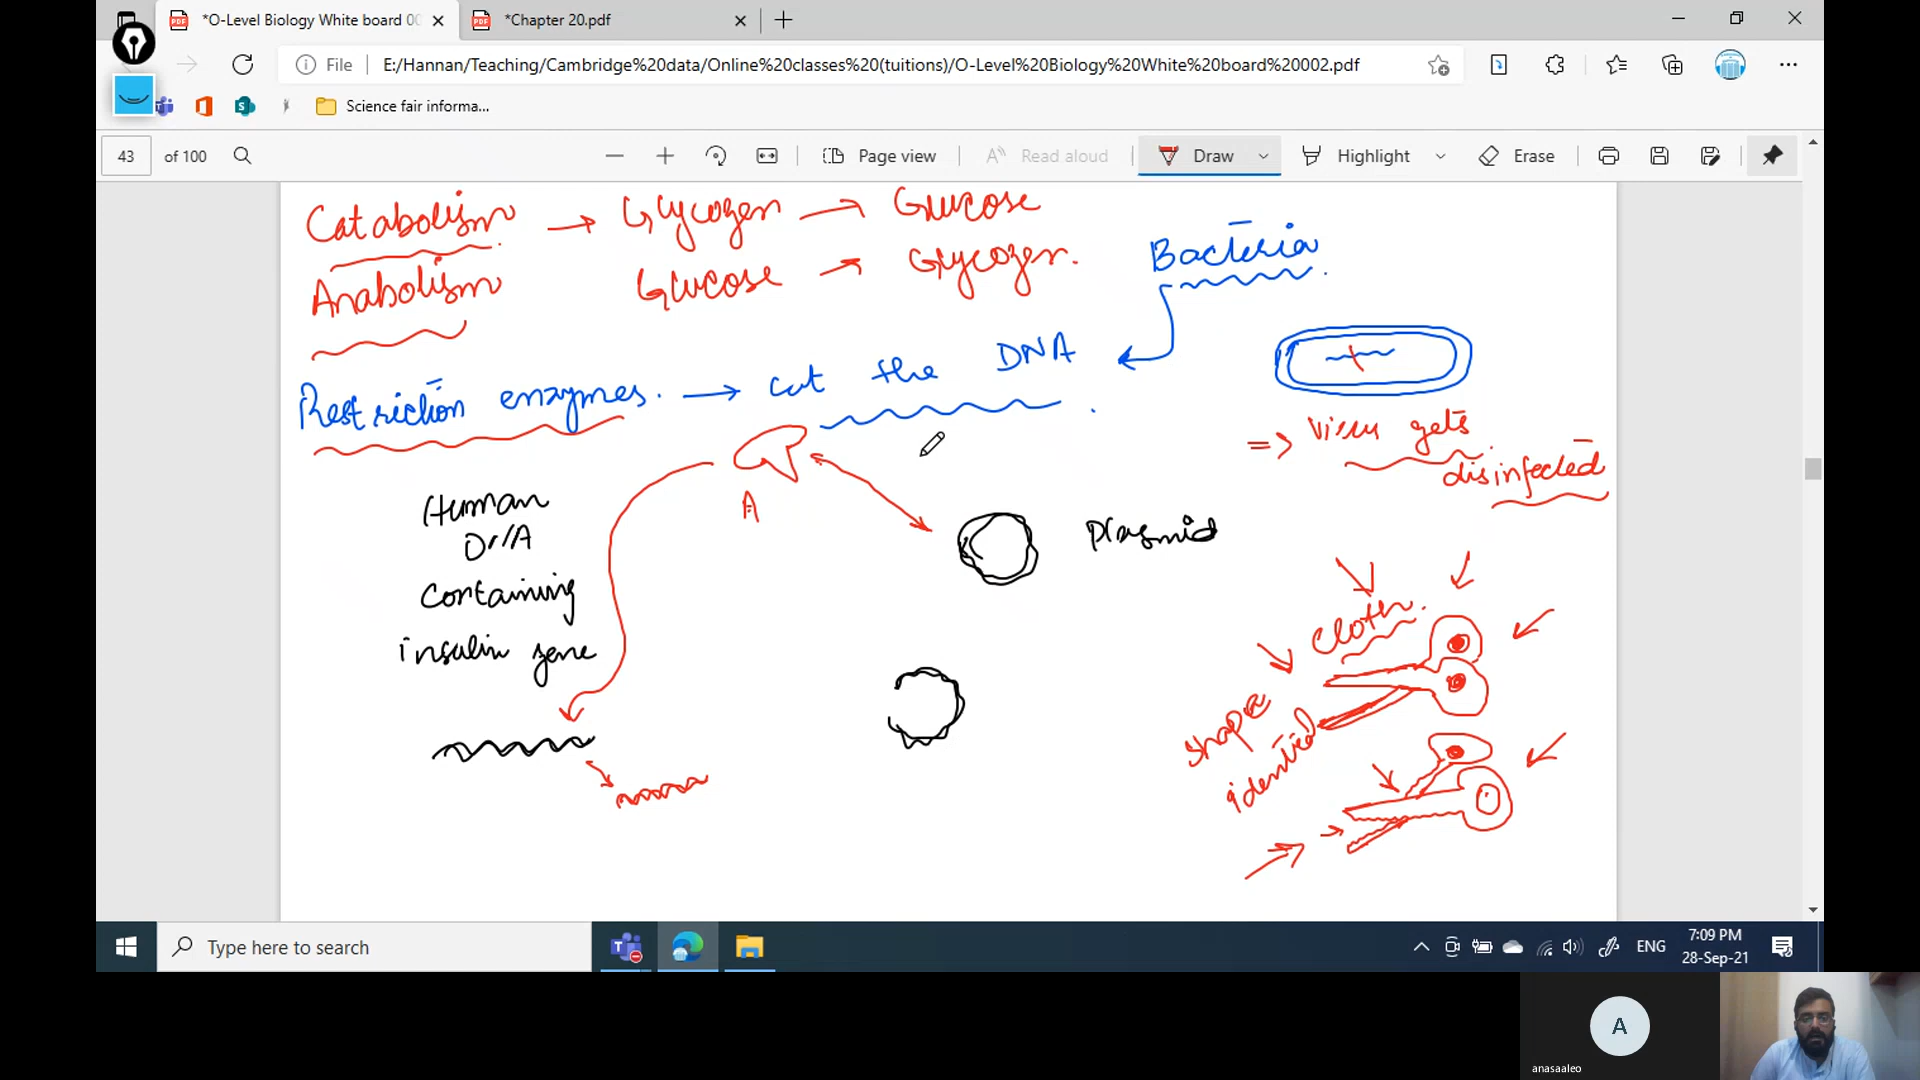 *O-Level Biology White board 00
*Chapter 20.pdf
File
E:/Hannan/Teaching/Cambridge%20data/Online%20classes%20(tuitions)/O-Level%20Biology%20White%20board%20002.pdf
Science fair informa...
43 of 100
Page view
Read aloud
Draw
Highlight
Erase
Catabolism → Glycogen → Glucose
Anabolism Glucose → Glycogen.
Bacteria
Restriction enzymes. → cut the DNA
=> virus gets
disinfected
A
Human
DNA
containing
insulin gene
Plasmid
cloth.
shape
identical
Type here to search
ENG
7:09 PM
28-Sep-21
A
anasaaleo